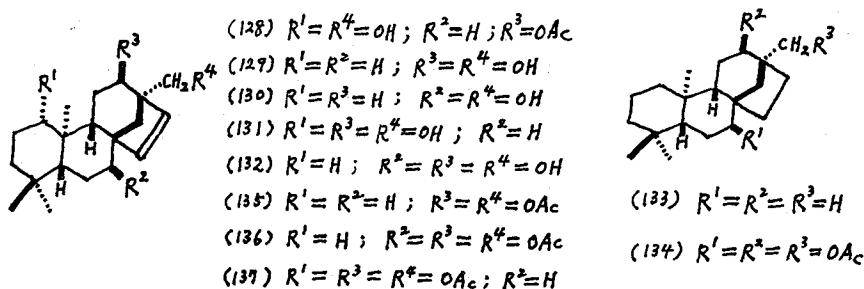 (128) R¹=R⁴=OH ; R²=H ; R³=OAc
(129) R¹=R²=H ; R³=R⁴=OH
(130) R¹=R³=H ; R²=R⁴=OH
(131) R¹=R³=R⁴=OH ; R²=H
(132) R¹=H ; R²=R³=R⁴=OH
(135) R¹=R²=H ; R³=R⁴=OAc
(136) R¹=H ; R²=R³=R⁴=OAc
(137) R¹=R³=R⁴=OAc ; R²=H
R³
CH₂R⁴
R¹
H
H
R²
R²
CH₂R³
H
R¹
H
(133) R¹=R²=R³=H
(134) R¹=R²=R³=OAc